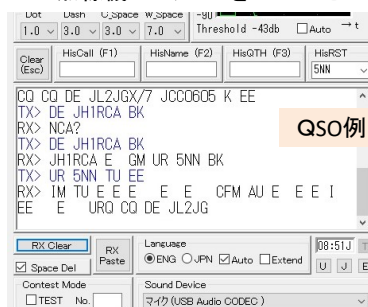 Dot Dash C_Space W_Space -90
1.0 3.0 3.0 7.0 Threshold -43db Auto →t
Clear (Esc) HisCall (F1) HisName (F2) HisQTH (F3) HisRST
5NN
CQ CQ DE JL2JGX/7 JCC0605 K EE
TX> DE JH1RCA BK
RX> NCA?
TX> DE JH1RCA BK
RX> JH1RCA E GM UR 5NN BK
TX> UR 5NN TU EE
RX> IM TU E E E E E CFM AU E E E I
EE E URQ CQ DE JL2JG
QSO例
RX Clear RX Paste Language 08:51J
Space Del ENG JPN Auto Extend U J E
Contest Mode Sound Device
TEST No. マイク (USB Audio CODEC )